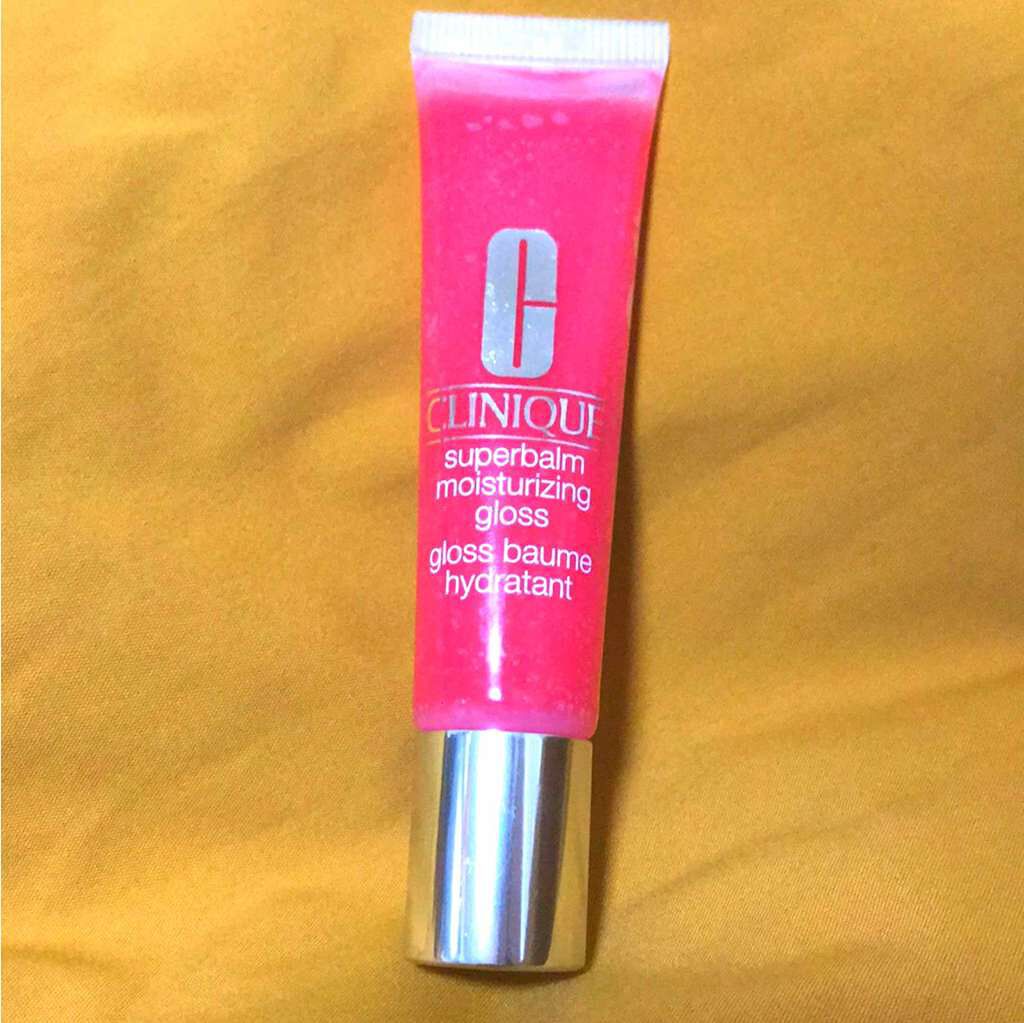 C
CLINIQUE
superbalm
moisturizing
gloss
gloss baume
hydratant